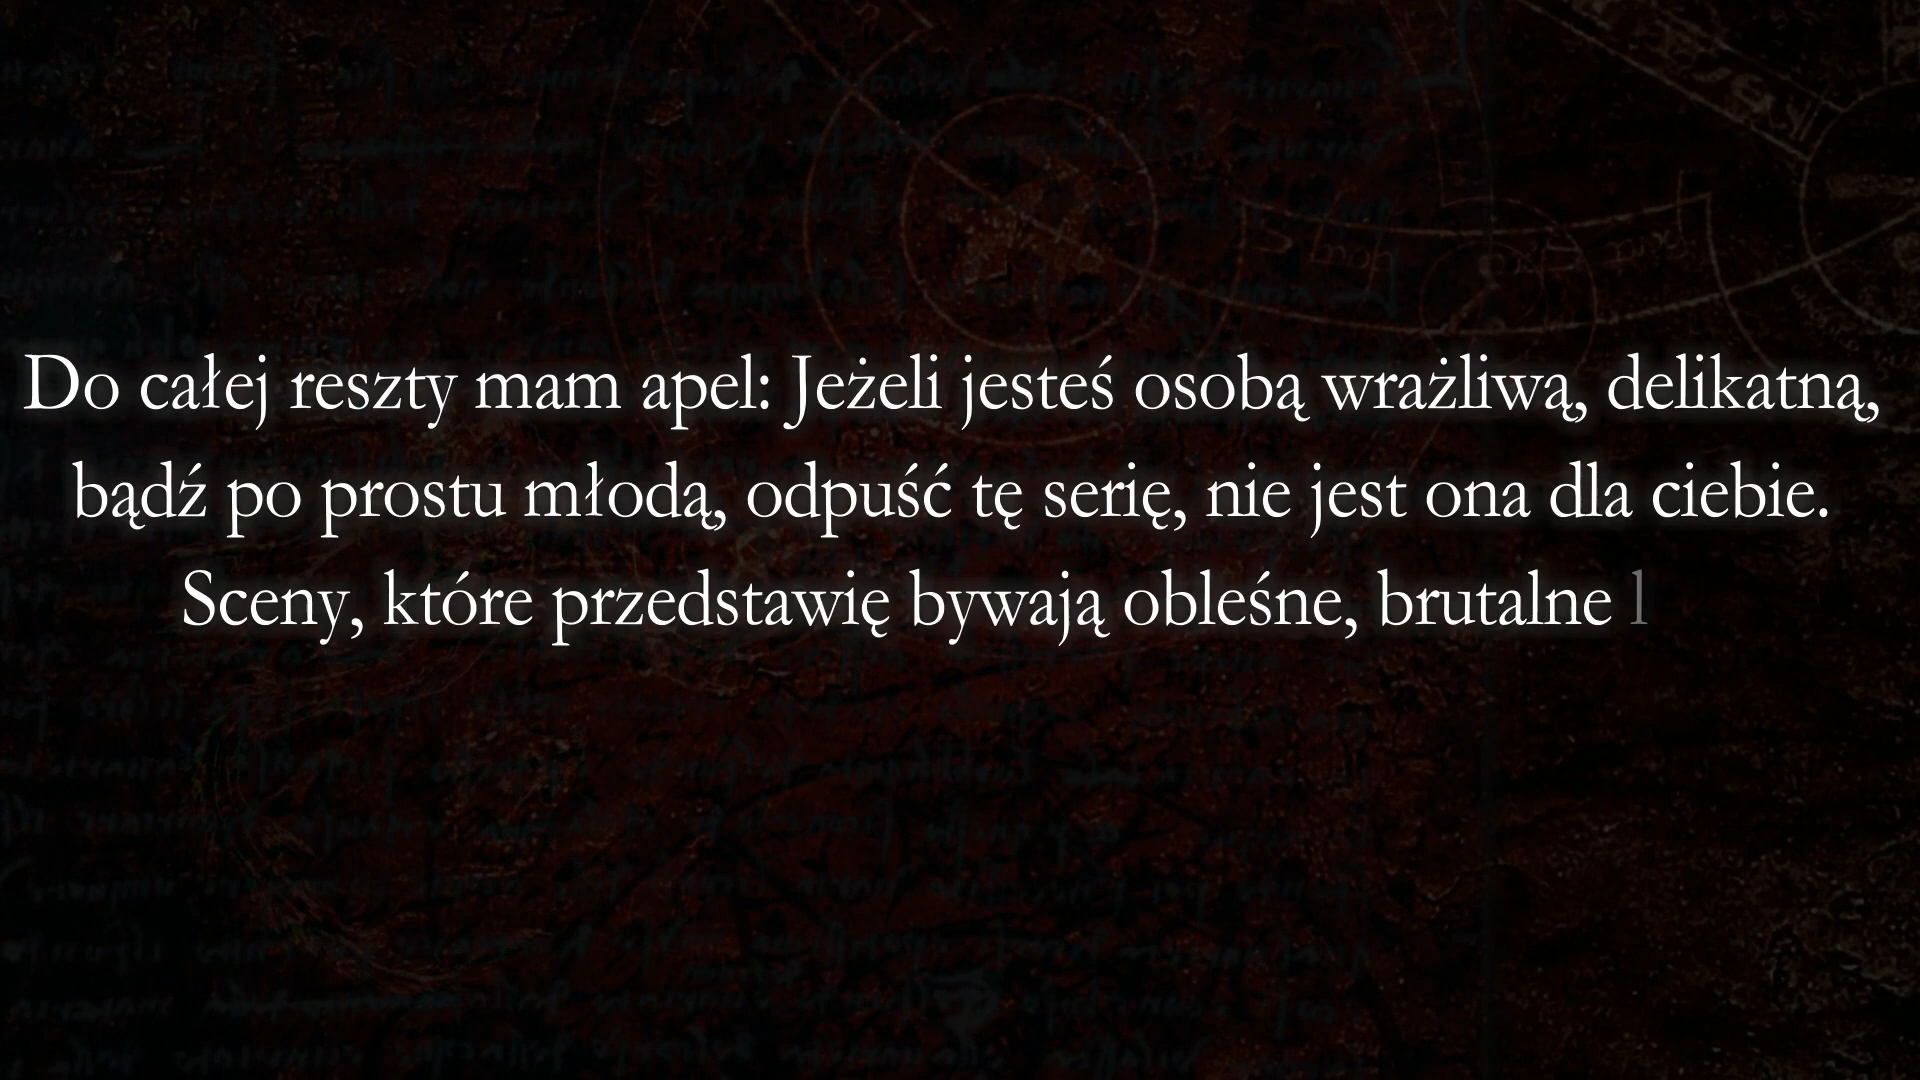 Do całej reszty mam apel: Jeżeli jesteś osobą wrażliwą, delikatną,
bądź po prostu młodą, odpuść tę serię, nie jest ona dla ciebie.
Sceny, które przedstawię bywają obleśne, brutalne l